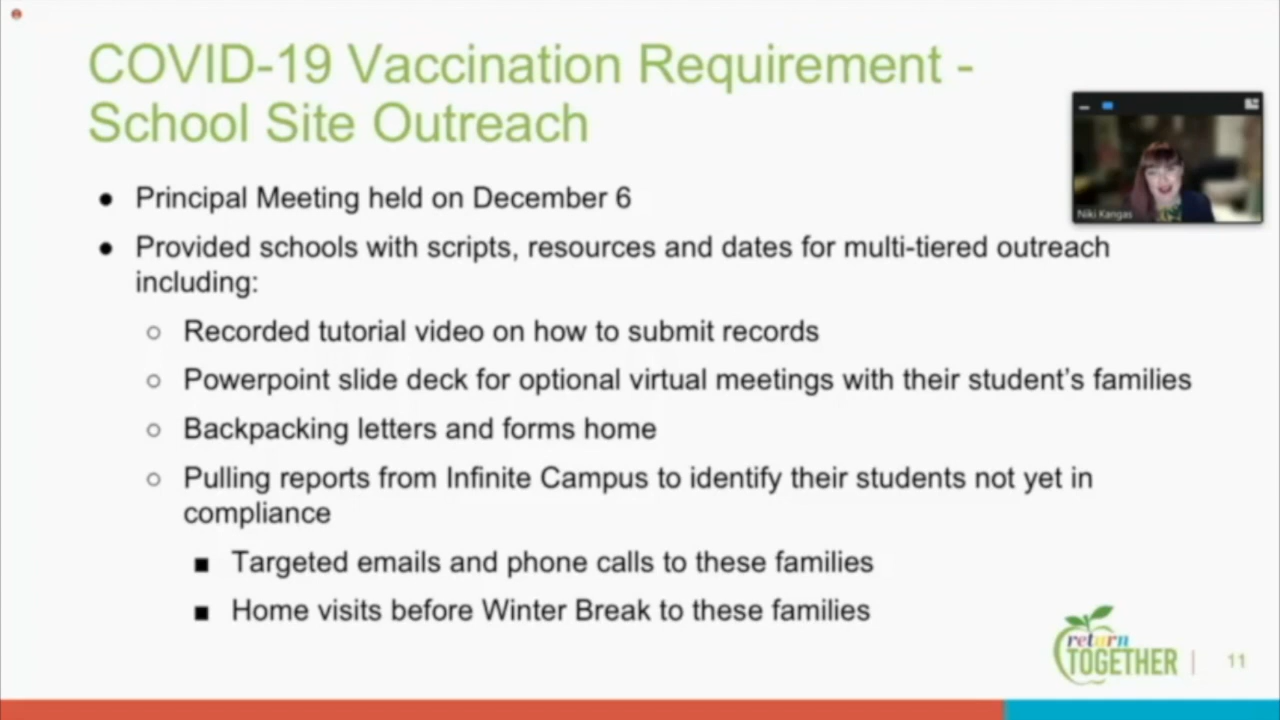 COVID-19 Vaccination Requirement -
School Site Outreach
Niki Kangas
● Principal Meeting held on December 6
● Provided schools with scripts, resources and dates for multi-tiered outreach
including:
○ Recorded tutorial video on how to submit records
○ Powerpoint slide deck for optional virtual meetings with their student's families
○ Backpacking letters and forms home
○ Pulling reports from Infinite Campus to identify their students not yet in
compliance
■ Targeted emails and phone calls to these families
■ Home visits before Winter Break to these families
return
TOGETHER | 11